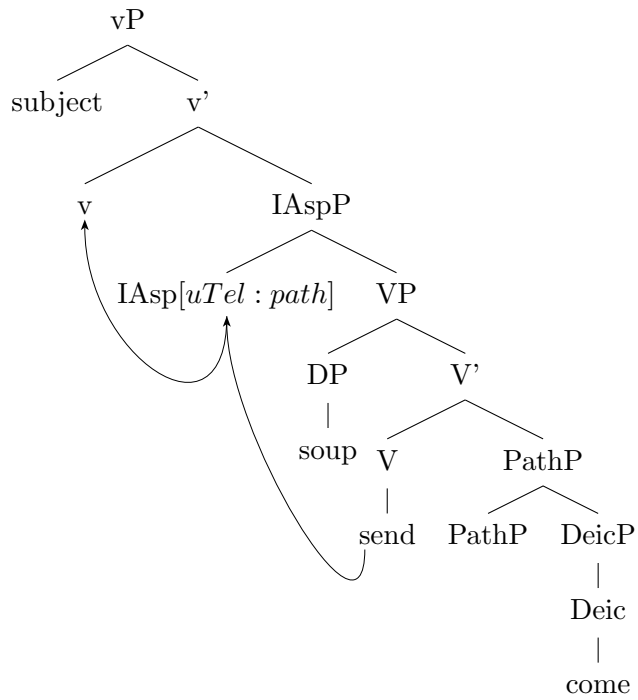 vP
subject v'
v IAspP
IAsp[uTel : path] VP
DP V'
soup V PathP
send PathP DeicP
Deic
come